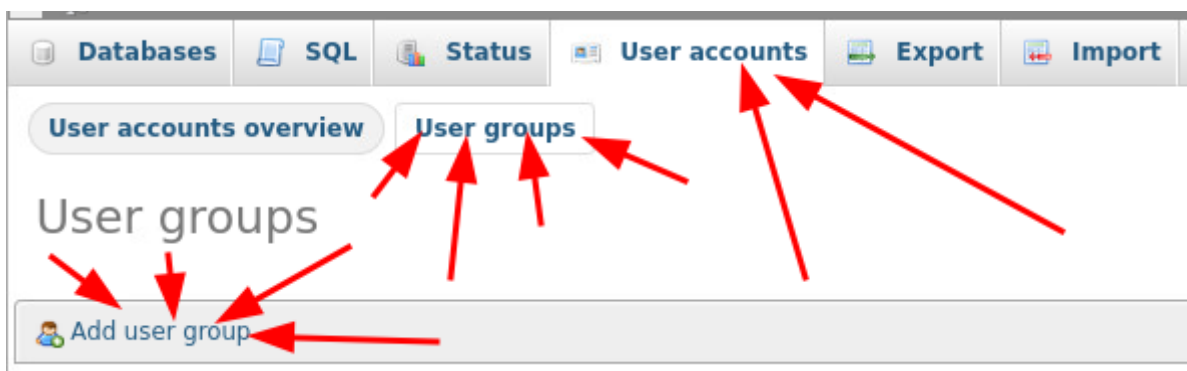 Databases SQL Status User accounts Export Import
User accounts overview User groups
User groups
Add user group